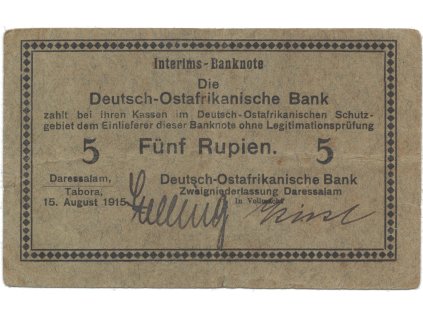 Interims-Banknote
Die
Deutsch-Ostafrikanische Bank
zahlt bei ihren Kassen im Deutsch-Ostafrikanischen Schutz-
gebiet dem Einlieferer dieser Banknote ohne Legitimationsprüfung
5 Fünf Rupien. 5
Daressalam, Deutsch-Ostafrikanische Bank
Tabora, Zweigniederlassung Daressalam
15. August 1915. In Vollmacht